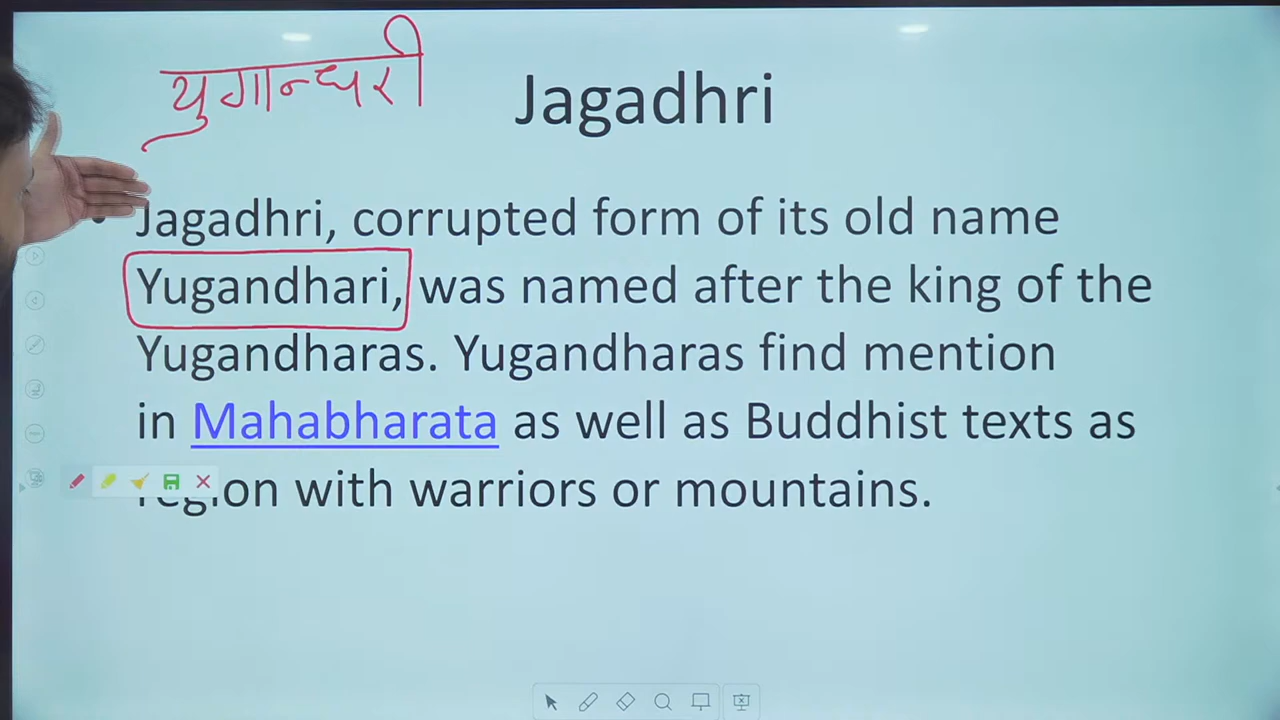 युगान्धरी
Jagadhri
Jagadhri, corrupted form of its old name
Yugandhari, was named after the king of the
Yugandharas. Yugandharas find mention
in Mahabharata as well as Buddhist texts as
region with warriors or mountains.